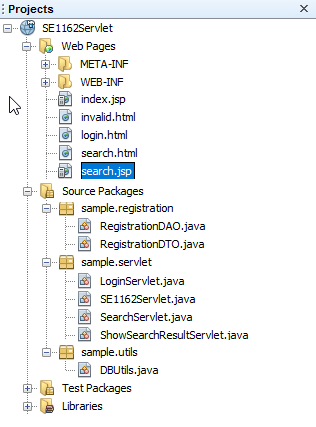 Projects
SE1162Servlet
Web Pages
META-INF
WEB-INF
index.jsp
invalid.html
login.html
search.html
search.jsp
Source Packages
sample.registration
RegistrationDAO.java
RegistrationDTO.java
sample.servlet
LoginServlet.java
SE1162Servlet.java
SearchServlet.java
ShowSearchResultServlet.java
sample.utils
DBUtils.java
Test Packages
Libraries